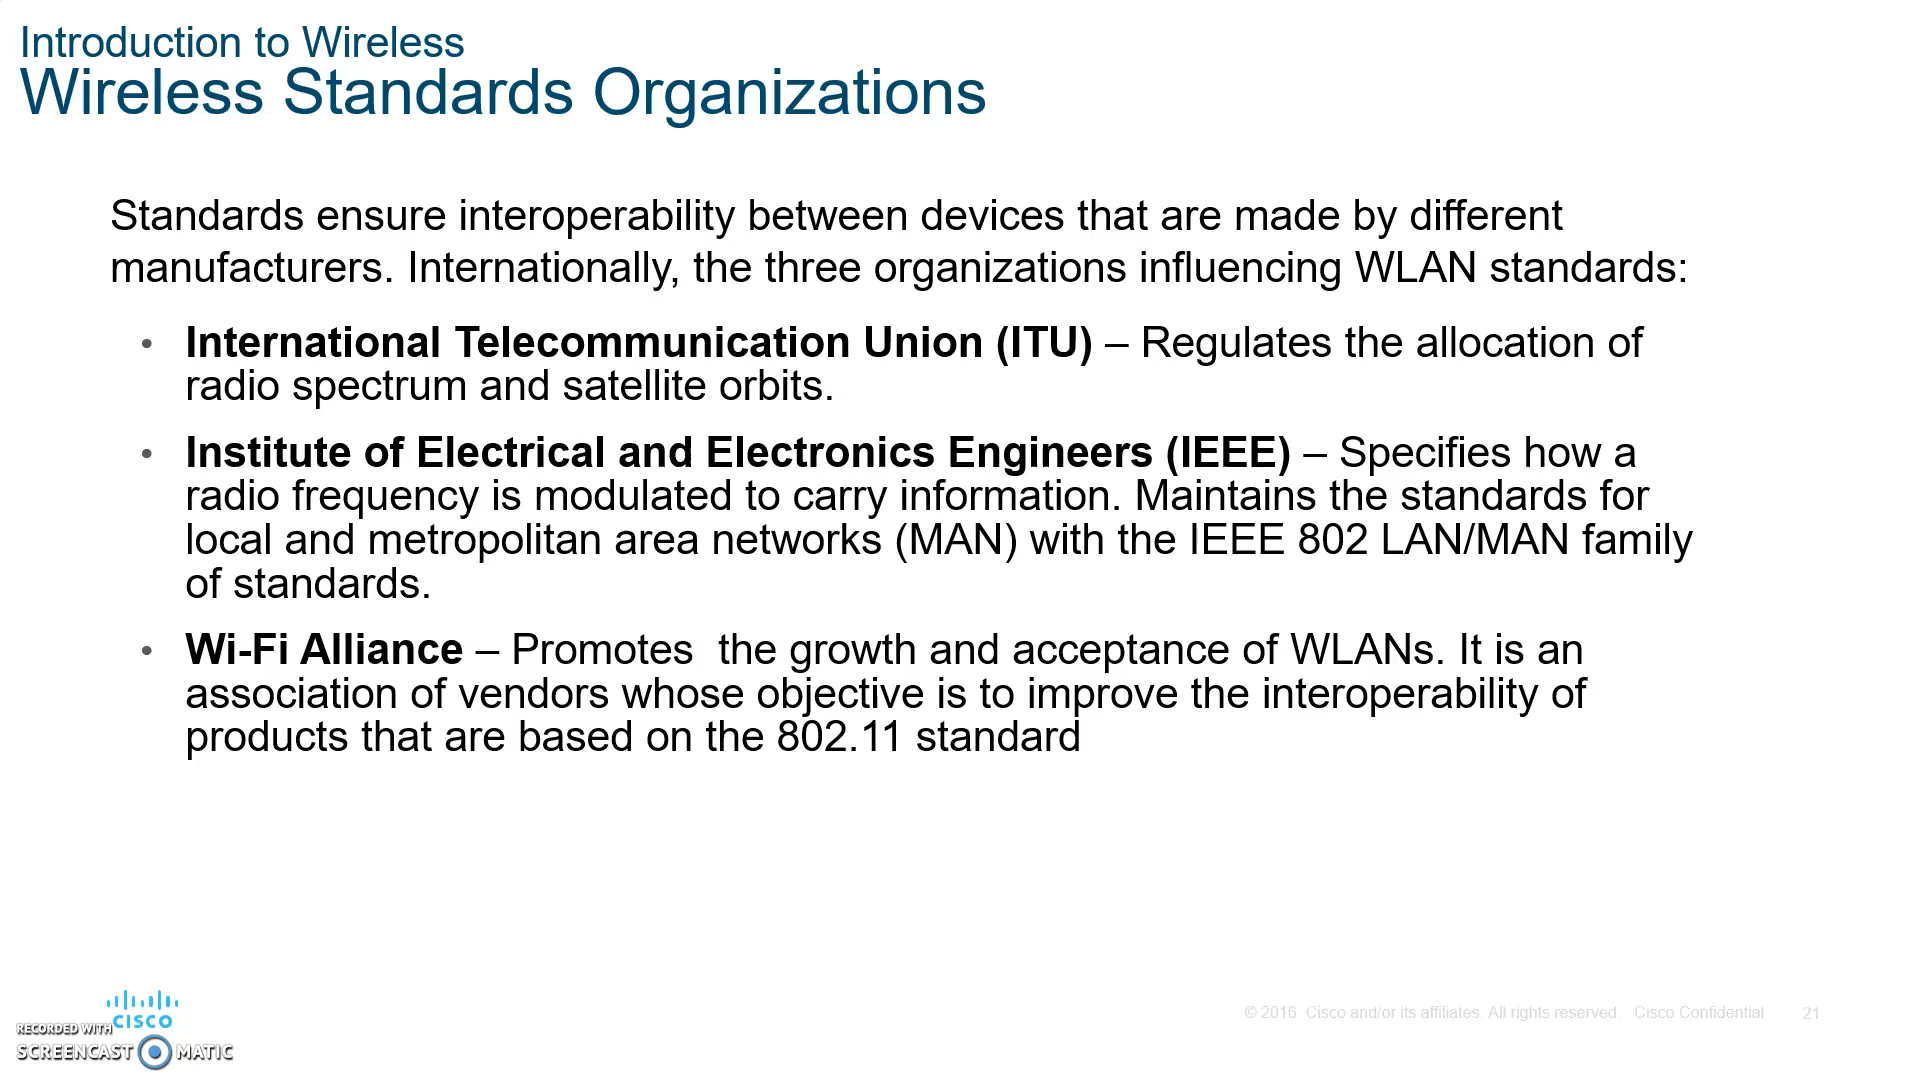 Introduction to Wireless
Wireless Standards Organizations
Standards ensure interoperability between devices that are made by different
manufacturers. Internationally, the three organizations influencing WLAN standards:
• International Telecommunication Union (ITU) – Regulates the allocation of
radio spectrum and satellite orbits.
• Institute of Electrical and Electronics Engineers (IEEE) – Specifies how a
radio frequency is modulated to carry information. Maintains the standards for
local and metropolitan area networks (MAN) with the IEEE 802 LAN/MAN family
of standards.
• Wi-Fi Alliance – Promotes  the growth and acceptance of WLANs. It is an
association of vendors whose objective is to improve the interoperability of
products that are based on the 802.11 standard
CISCO
RECORDED WITH
SCREENCAST MATIC
© 2016  Cisco and/or its affiliates. All rights reserved.   Cisco Confidential 21